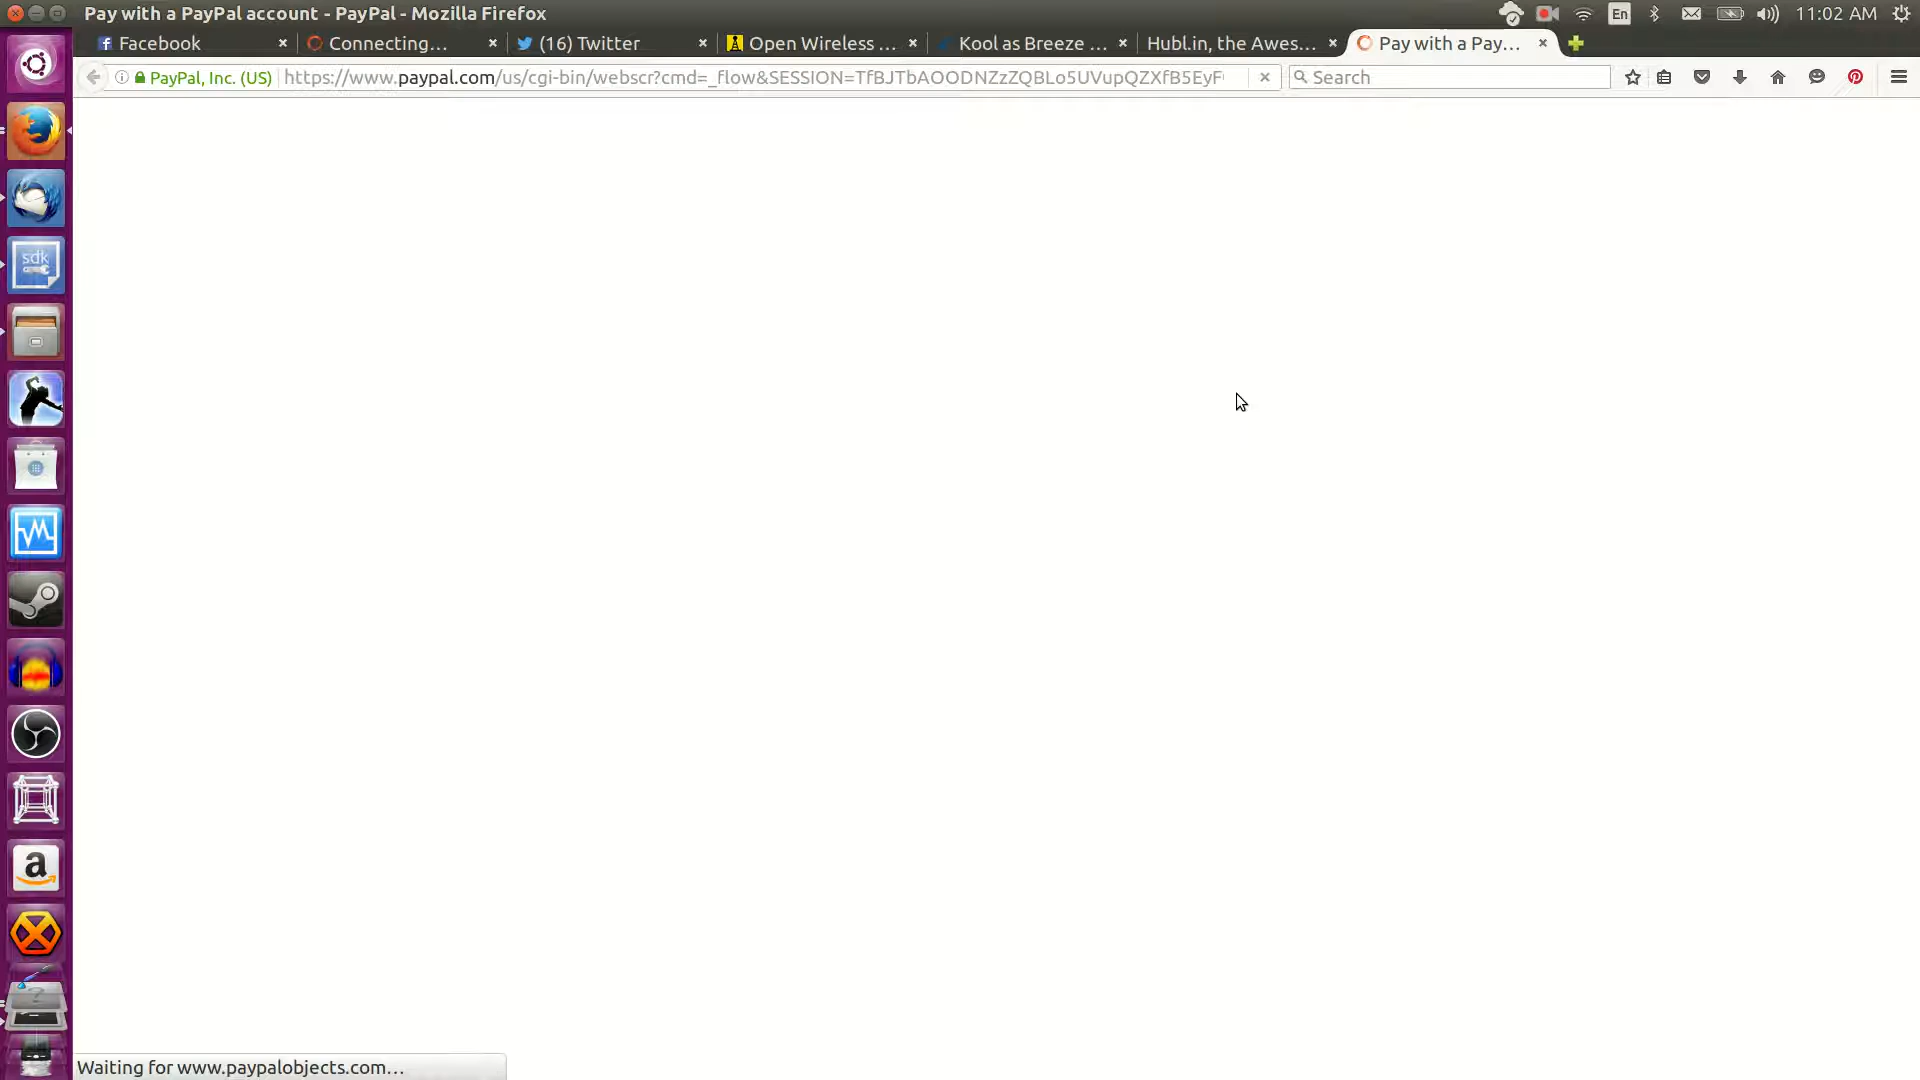 Pay with a PayPal account - PayPal - Mozilla Firefox
En
11:02 AM
Facebook
Connecting...
(16) Twitter
Open Wireless ...
Kool as Breeze ...
Hubl.in, the Awes...
Pay with a Pay...
PayPal, Inc. (US)
https://www.paypal.com/us/cgi-bin/webscr?cmd=_flow&SESSION=TfBJTbAOODNZzZQBLo5UVupQZXfB5EyF
Search
sdk
a
Waiting for www.paypalobjects.com...